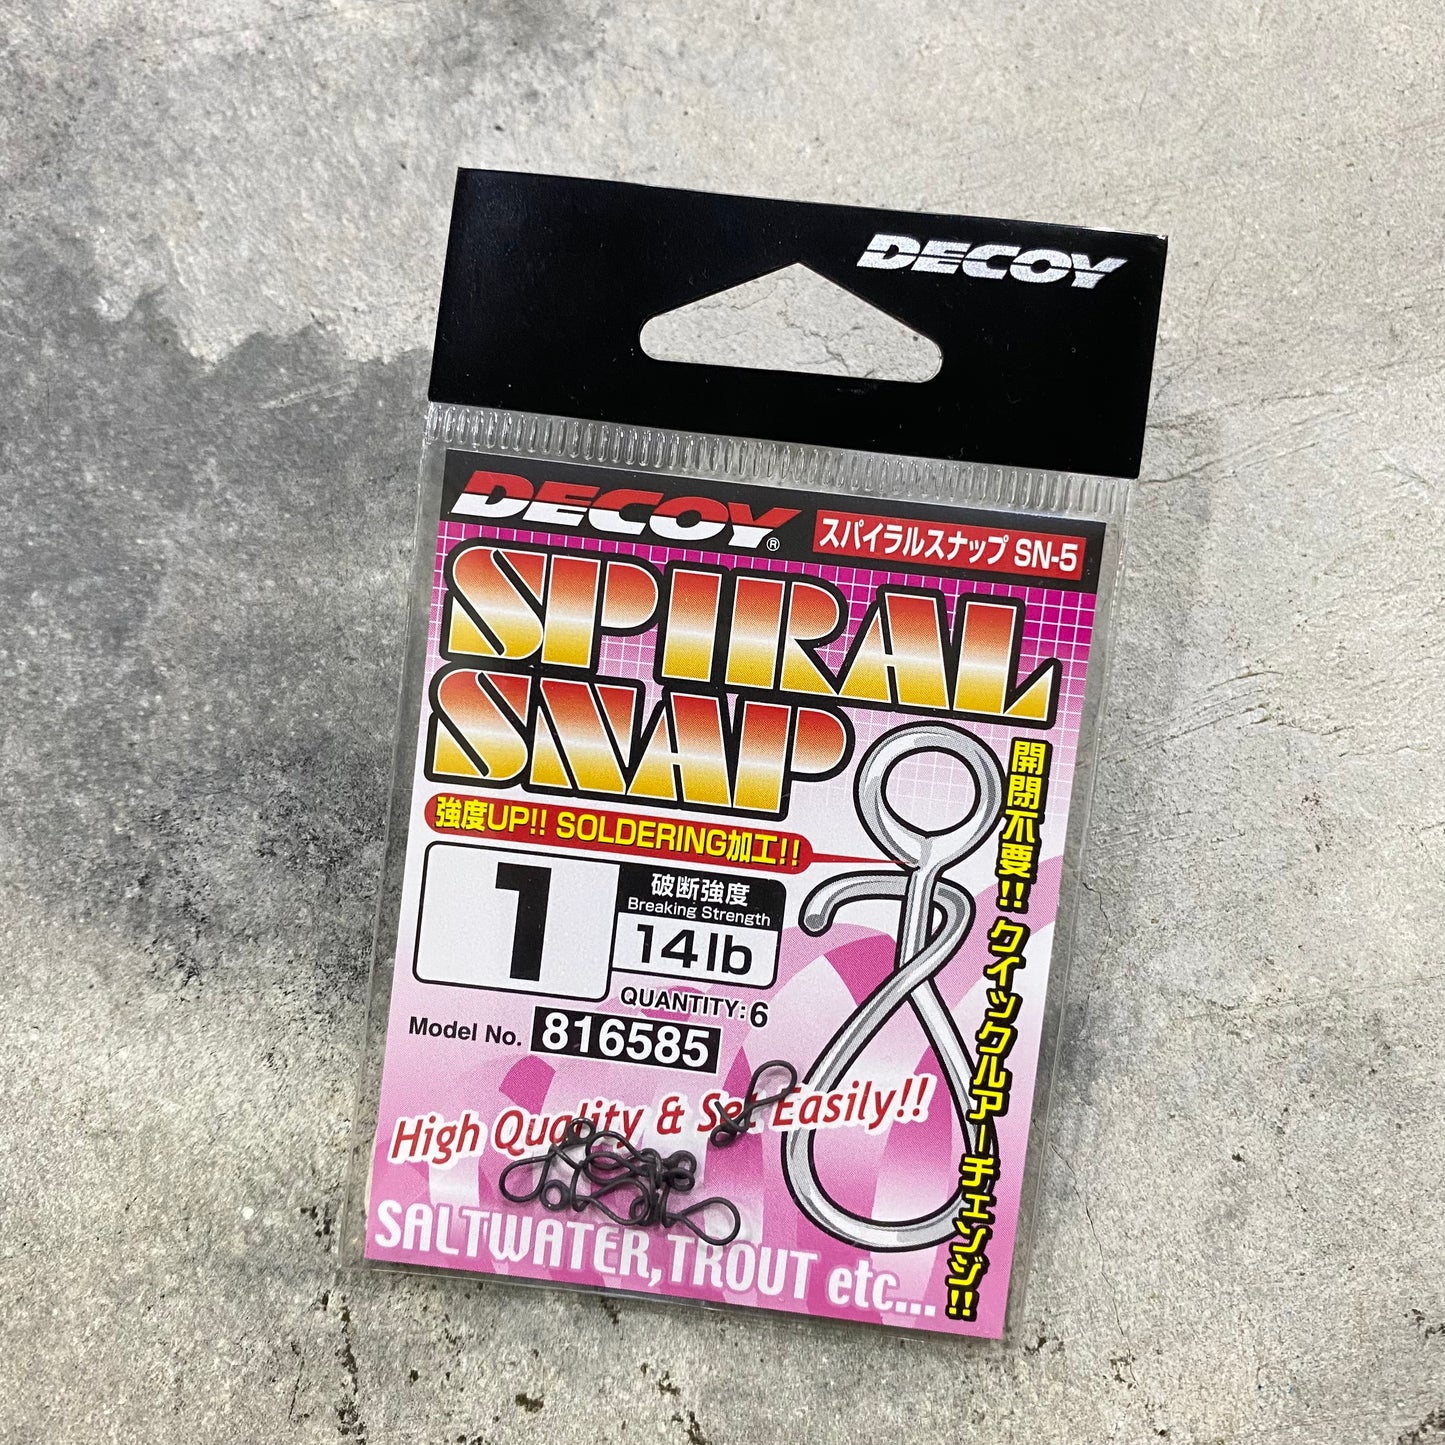 DECOY
DECOY®
スパイラルスナップ SN-5
SPIRAL
SNAP
強度UP!! SOLDERING加工!!
1
破断強度
Breaking Strength
14lb
QUANTITY:6
Model No. 816585
開閉不要!! クイックルアーチェンジ!!
High Quality & Set Easily!!
SALTWATER,TROUT etc...